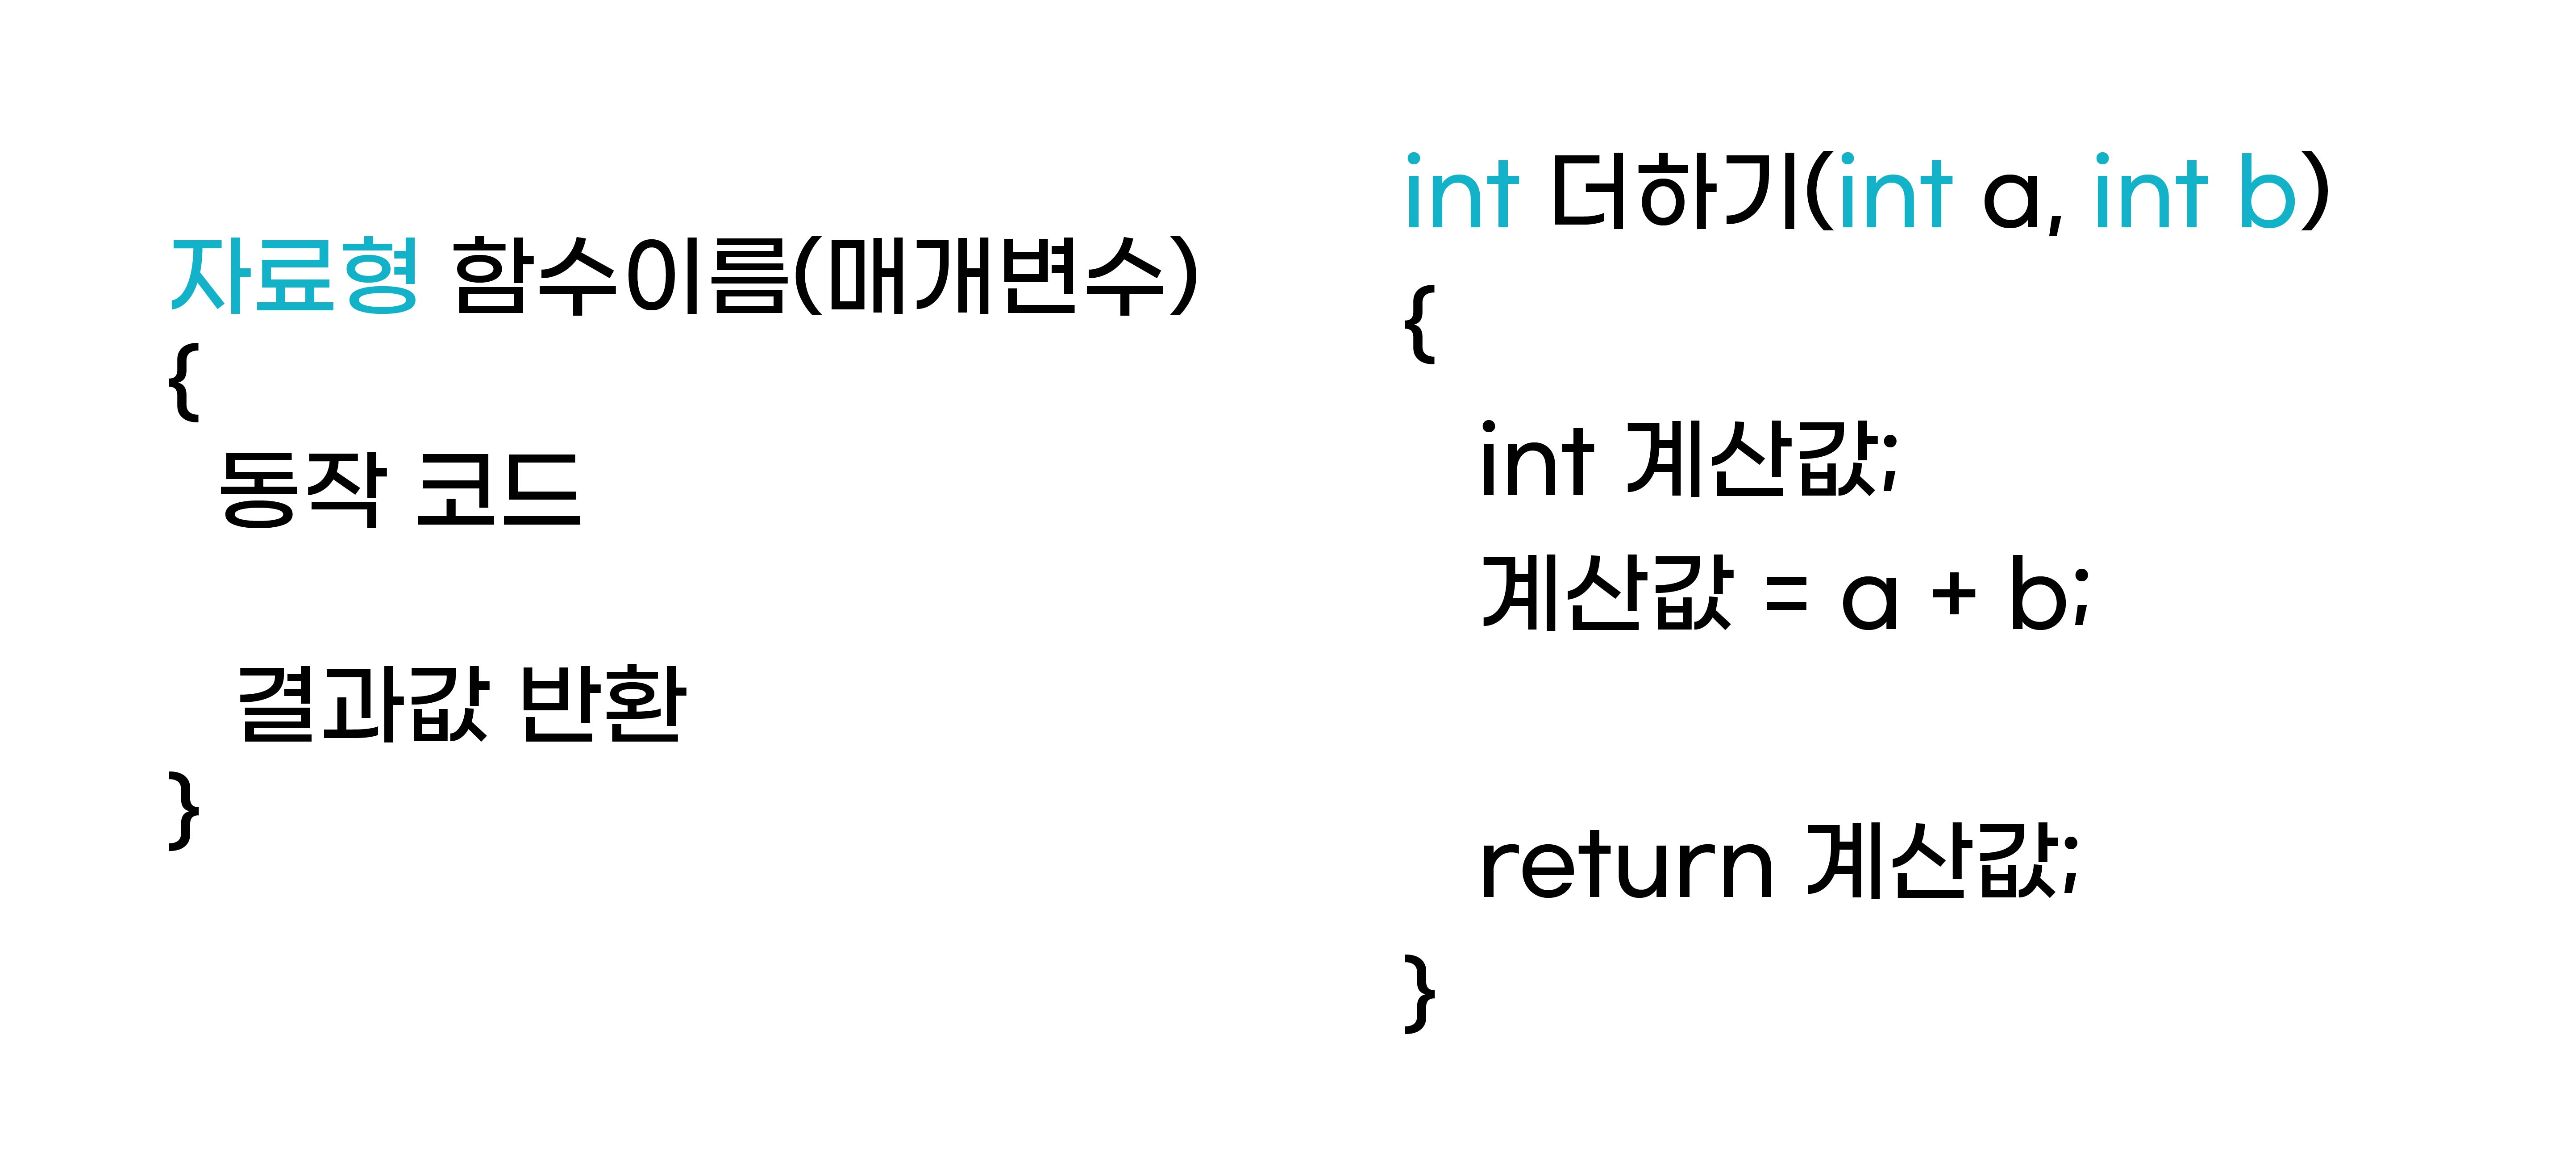 자료형 함수이름(매개변수)
{
동작 코드
결과값 반환
}
int 더하기(int a, int b)
{
int 계산값;
계산값 = a + b;
return 계산값;
}